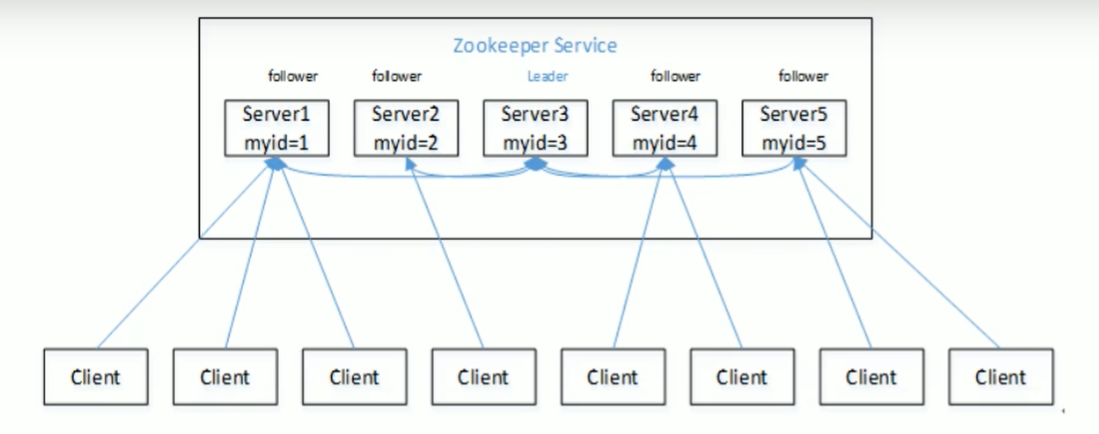 Zookeeper Service
follower follower Leader follower follower
Server1 Server2 Server3 Server4 Server5
myid=1 myid=2 myid=3 myid=4 myid=5
Client Client Client Client Client Client Client Client